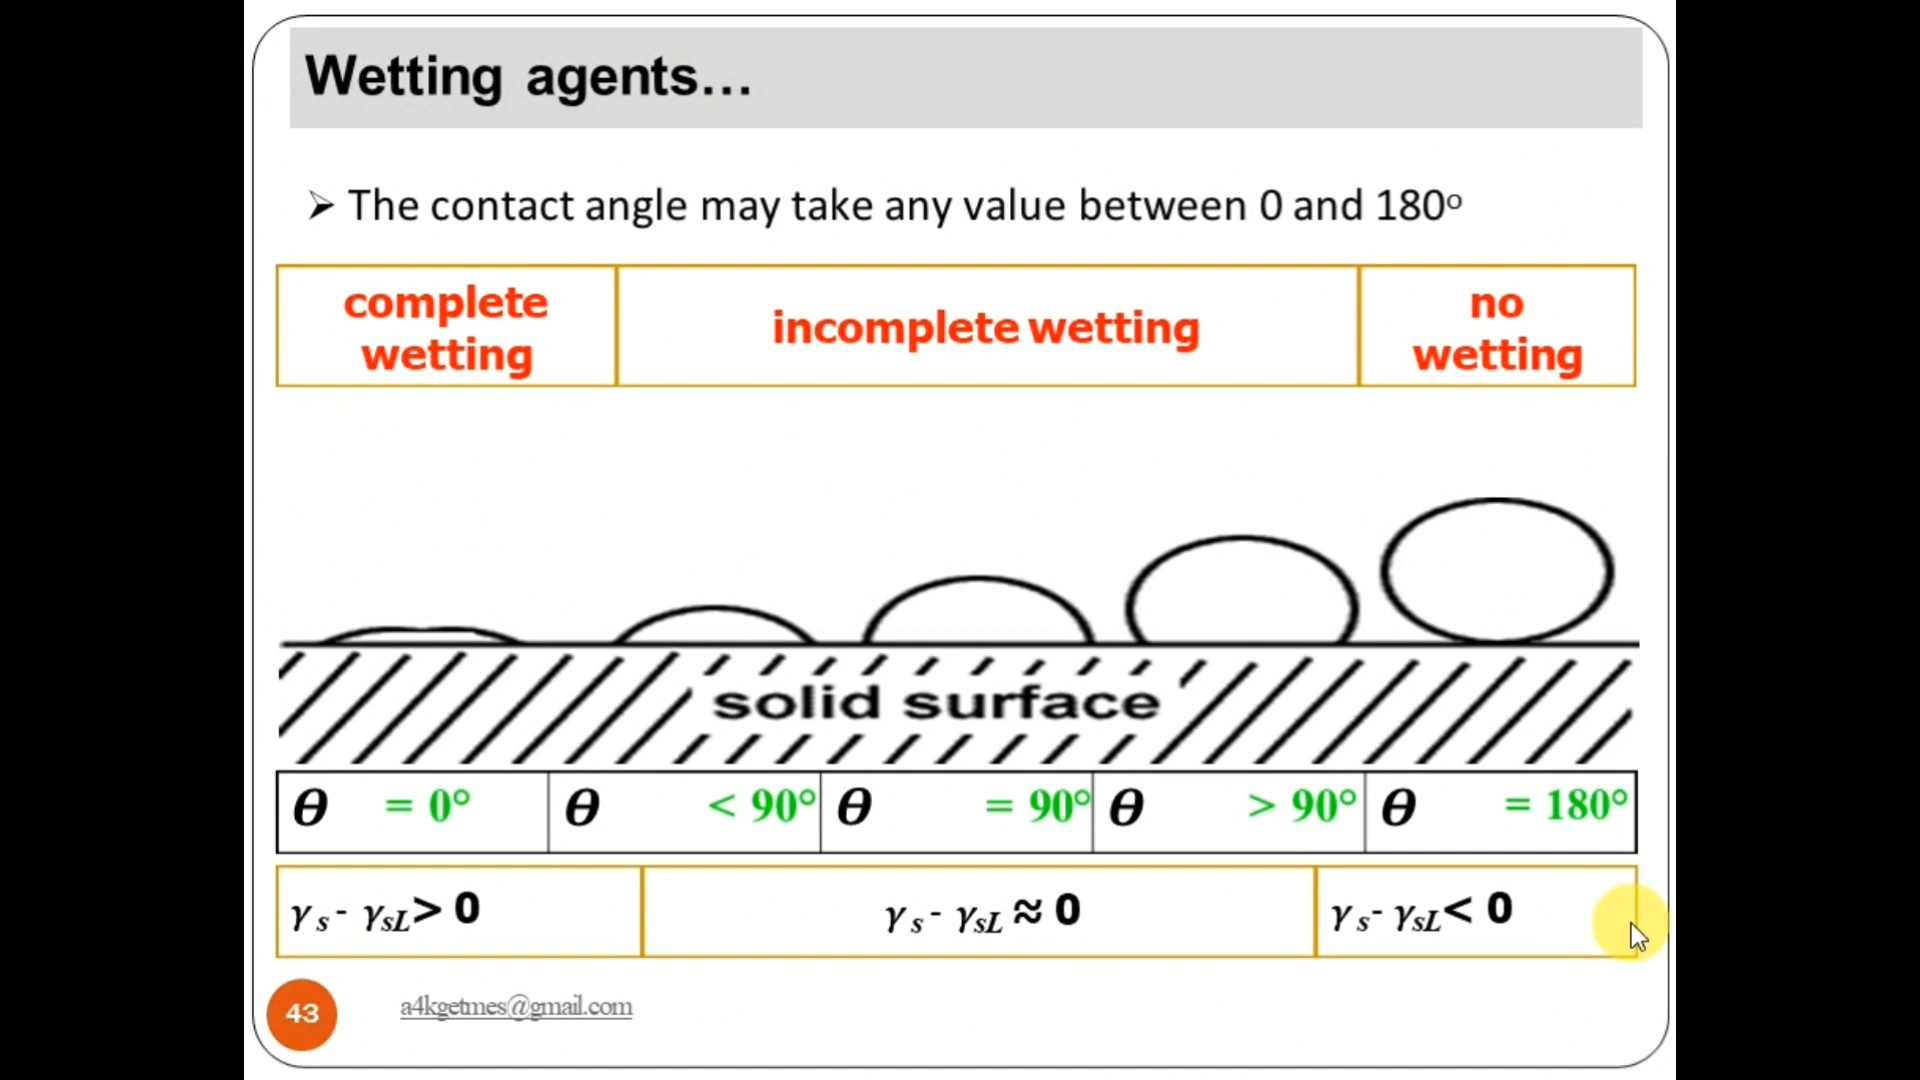 Wetting agents...
➢ The contact angle may take any value between 0 and 180º
complete
wetting
incomplete wetting
no
wetting
solid surface
θ = 0° θ < 90° θ = 90° θ > 90° θ = 180°
γs - γsL > 0 γs - γsL ≈ 0 γs - γsL < 0
43
a4kgetmes@gmail.com